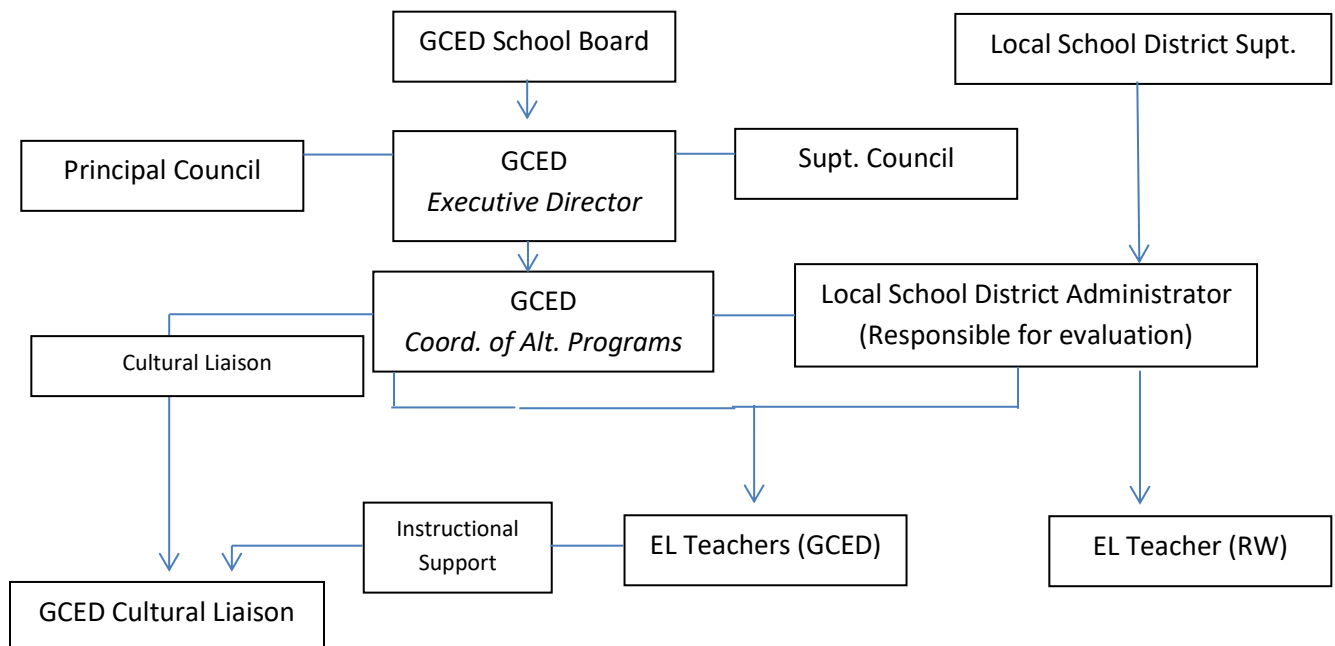 GCED School Board
Local School District Supt.
Principal Council
GCED
Executive Director
Supt. Council
GCED
Coord. of Alt. Programs
Local School District Administrator
(Responsible for evaluation)
Cultural Liaison
Instructional
Support
EL Teachers (GCED)
EL Teacher (RW)
GCED Cultural Liaison